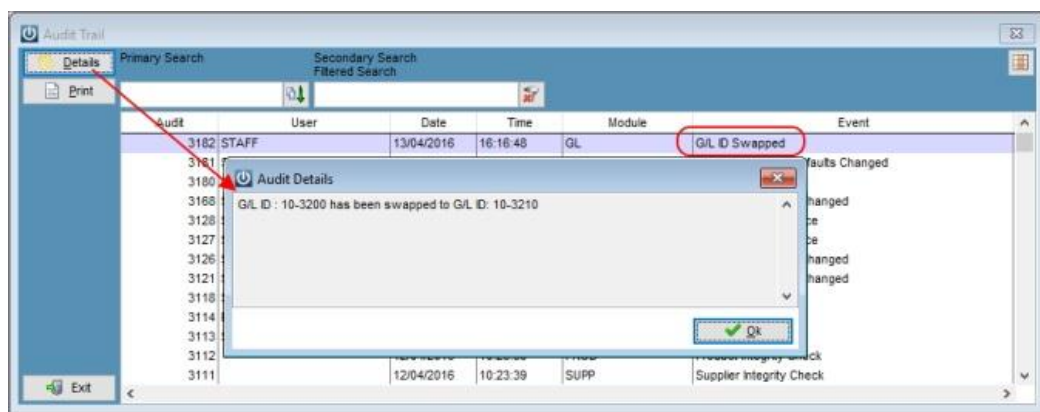 Audit Trail
Details
Primary Search
Secondary Search
Filtered Search
Print
Audit User Date Time Module Event
3182 STAFF 13/04/2016 16:16:48 GL G/L ID Swapped
3181 faults Changed
3180
Audit Details
3168 hanged
G/L ID : 10-3200 has been swapped to G/L ID: 10-3210
3128 ce
3127 ce
3126 hanged
3121 hanged
3118
3114
3113
Ok
3112 Check
3111 12/04/2016 10:23:39 SUPP Supplier Integrity Check
Exit